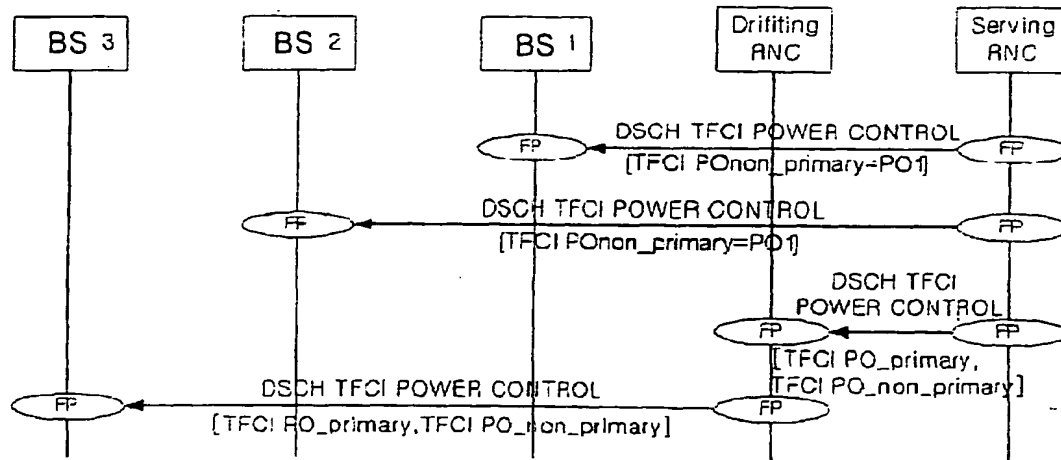 BS 3
BS 2
BS 1
Drifiting
RNC
Serving
RNC
DSCH TFCI POWER CONTROL
FP
FP
[TFCI POnon_primary=PO1]
DSCH TFCI POWER CONTROL
FP
FP
[TFCI POnon_primary=PO1]
DSCH TFCI
POWER CONTROL
FP
FP
[TFCI PO_primary,
TFCI PO_non_primary]
DSCH TFCI POWER CONTROL
FP
FP
[TFCI PO_primary,TFCI PO_non_primary]